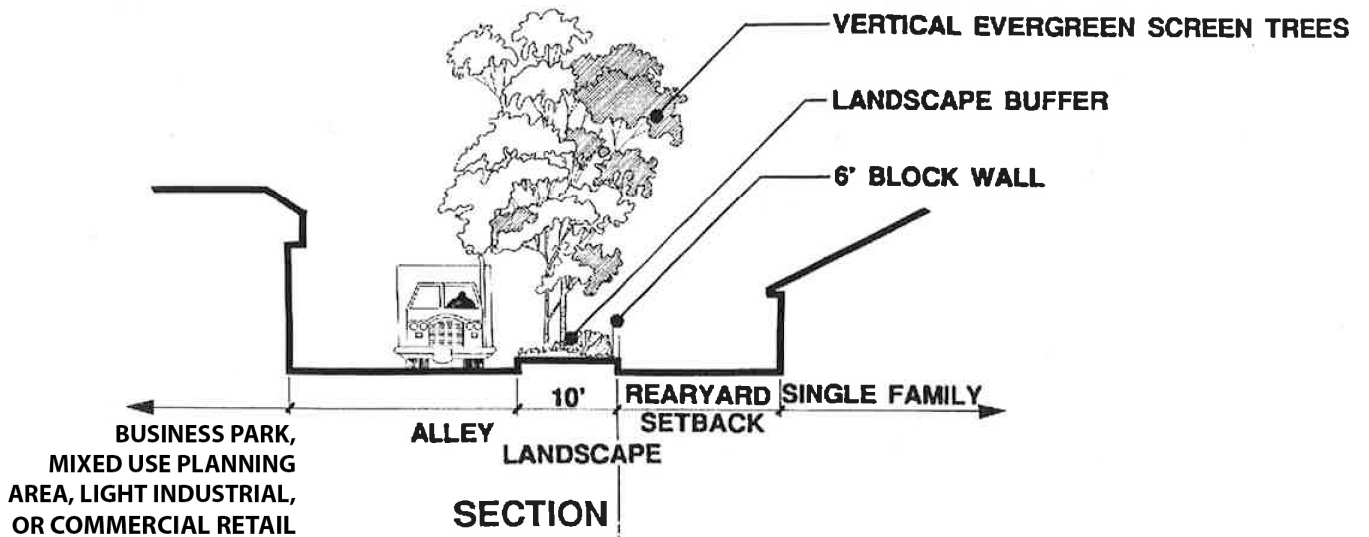 VERTICAL EVERGREEN SCREEN TREES
LANDSCAPE BUFFER
6' BLOCK WALL
10'
REARYARD
SETBACK
SINGLE FAMILY
ALLEY
LANDSCAPE
BUSINESS PARK,
MIXED USE PLANNING
AREA, LIGHT INDUSTRIAL,
OR COMMERCIAL RETAIL
SECTION